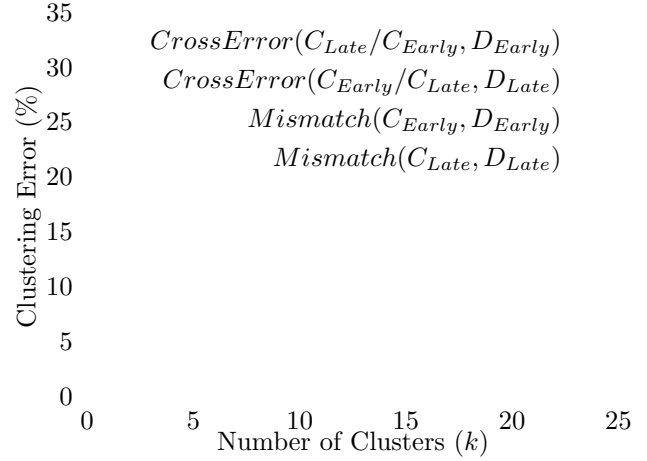 35
30
25
20
15
10
5
0
Clustering Error (%)
CrossError(C_Late/C_Early, D_Early)
CrossError(C_Early/C_Late, D_Late)
Mismatch(C_Early, D_Early)
Mismatch(C_Late, D_Late)
0 5 10 15 20 25
Number of Clusters (k)